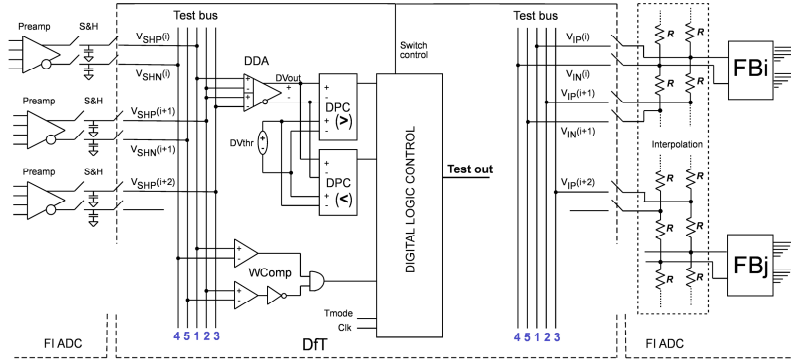 Test bus
Test bus
Preamp
S&H
V_SHP(i)
V_SHN(i)
Preamp
S&H
V_SHP(i+1)
V_SHN(i+1)
Preamp
S&H
V_SHP(i+2)
DDA
DVout
+
-
+
-
+
-
DVthr
+
-
+
-
DPC
(>)
+
-
+
-
DPC
(<)
Switch
control
DIGITAL LOGIC CONTROL
Test out
WComp
+
-
+
-
Tmode
Clk
4 5 1 2 3
4 5 1 2 3
V_IP(i)
V_IN(i)
V_IP(i+1)
V_IN(i+1)
V_IP(i+2)
R
R
R
R
Interpolation
R
R
R
R
R
R
FBi
FBj
FI ADC
DfT
FI ADC